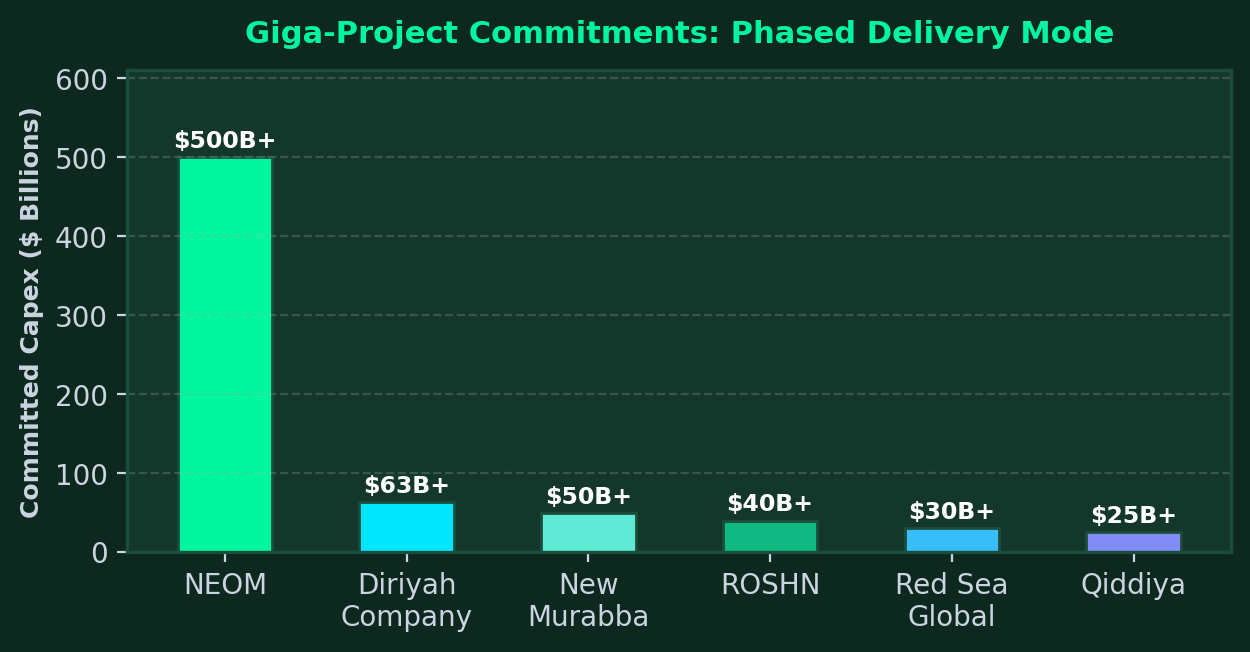 Giga-Project Commitments: Phased Delivery Mode
Committed Capex ($ Billions)
600
500
400
300
200
100
0
$500B+
$63B+
$50B+
$40B+
$30B+
$25B+
NEOM
Diriyah
Company
New
Murabba
ROSHN
Red Sea
Global
Qiddiya